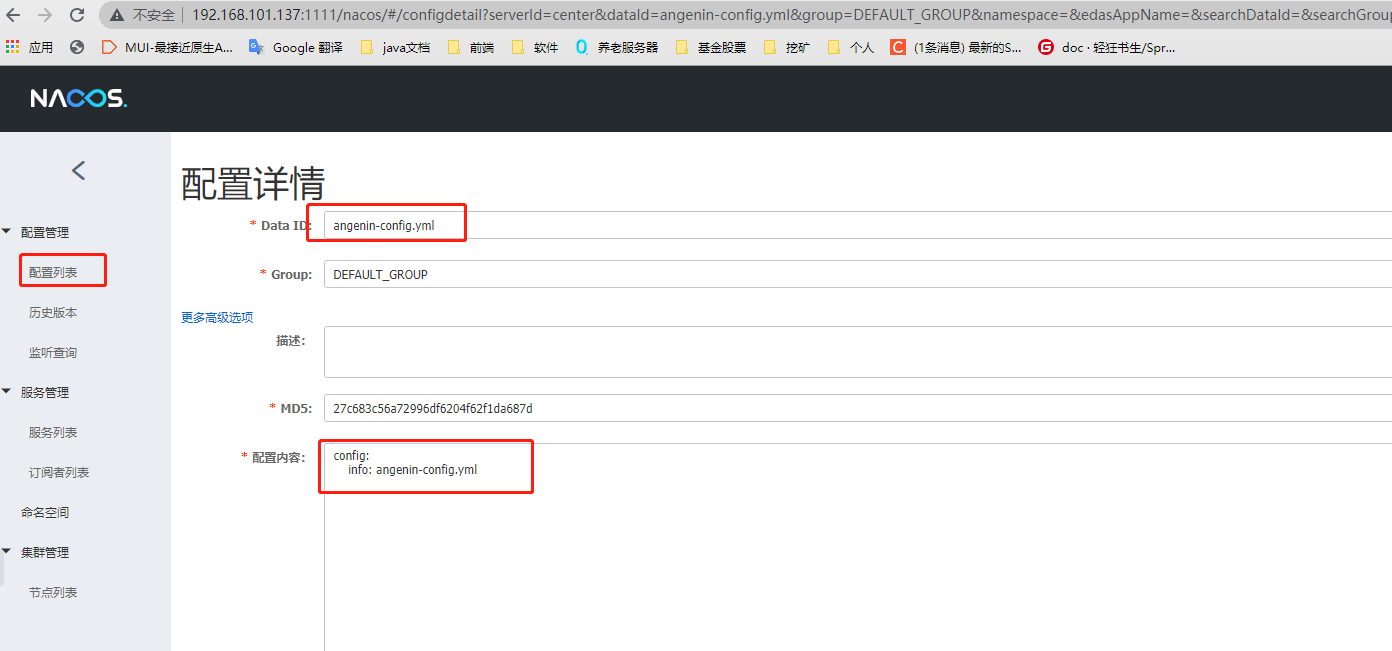 不安全 192.168.101.137:1111/nacos/#/configdetail?serverId=center&dataId=angenin-config.yml&group=DEFAULT_GROUP&namespace=&edasAppName=&searchDataId=&searchGroup
应用 MUI-最接近原生A... Google 翻译 java文档 前端 软件 养老服务器 基金股票 挖矿 个人 (1条消息) 最新的S... doc · 轻狂书生/Spr...
NACOS.
配置详情
* Data ID: angenin-config.yml
配置管理
配置列表
* Group: DEFAULT_GROUP
历史版本
更多高级选项
描述:
监听查询
服务管理
* MD5: 27c683c56a72996df6204f62f1da687d
服务列表
* 配置内容: config:
info: angenin-config.yml
订阅者列表
命名空间
集群管理
节点列表